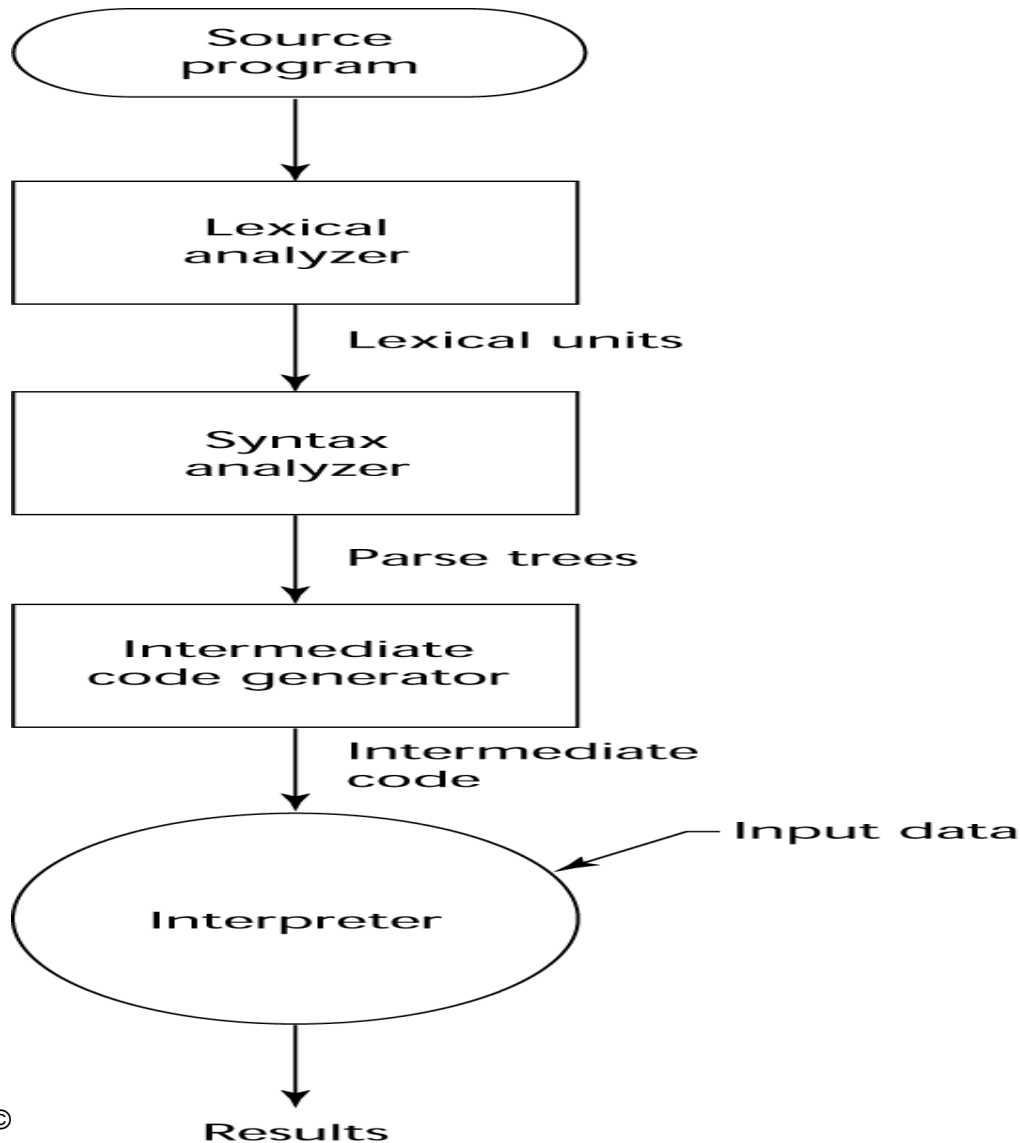 Source
program
Lexical
analyzer
Lexical units
Syntax
analyzer
Parse trees
Intermediate
code generator
Intermediate
code
Input data
Interpreter
©
Results